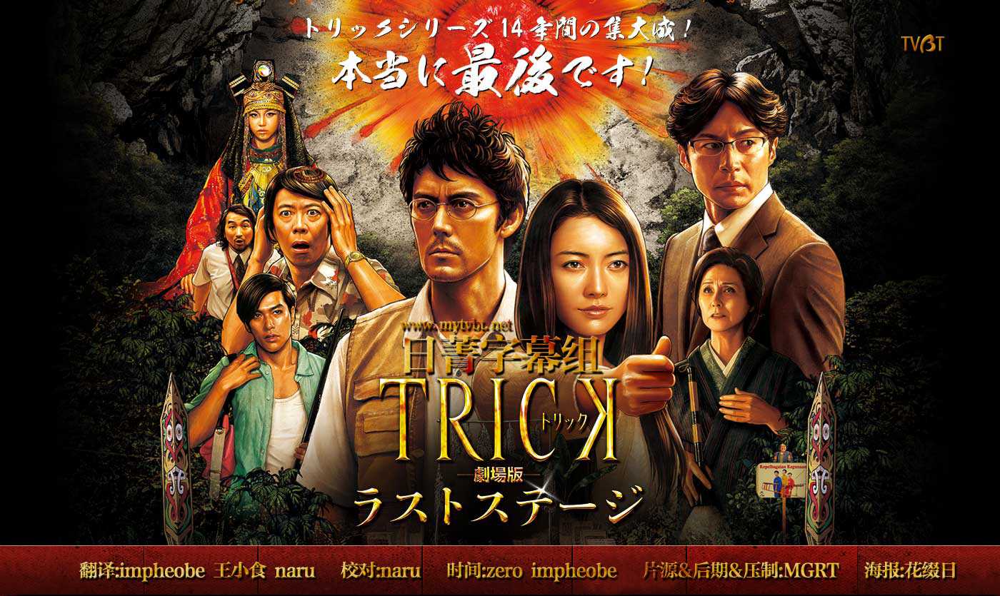 トリックシリーズ14年間の集大成!
TVBT
本当に最後です!
www.mytvbt.net
日菁字幕组
TRICK
トリック
劇場版
ラストステージ
Kepelbagaian Kegunaan
翻译:impheobe 王小食 naru 校对:naru 时间:zero impheobe 片源&后期&压制:MGRT 海报:花缀日